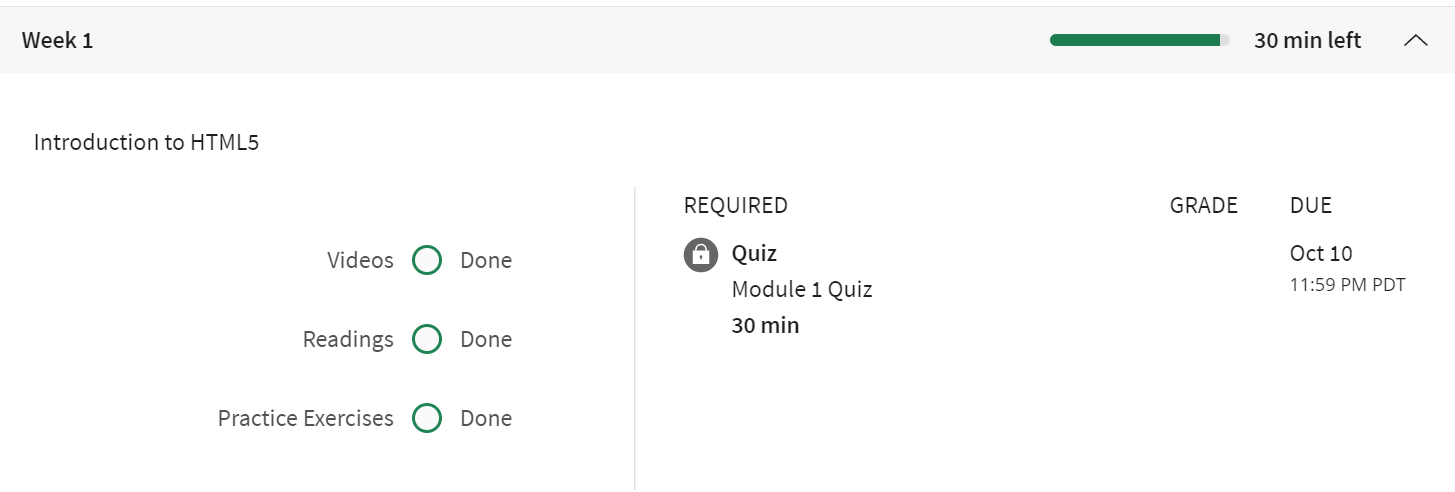 Week 1 30 min left
Introduction to HTML5
Videos Done
Readings Done
Practice Exercises Done
REQUIRED GRADE DUE
Quiz Oct 10
Module 1 Quiz 11:59 PM PDT
30 min